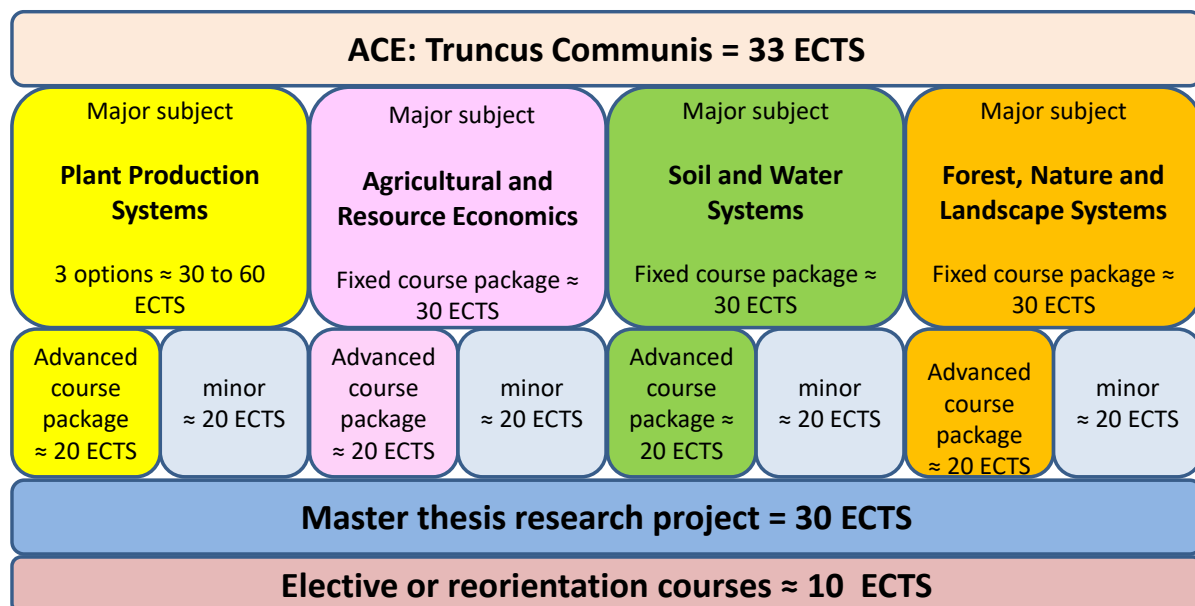 ACE: Truncus Communis = 33 ECTS
Major subject
Plant Production
Systems
3 options ≈ 30 to 60
ECTS
Major subject
Agricultural and
Resource Economics
Fixed course package ≈
30 ECTS
Major subject
Soil and Water
Systems
Fixed course package ≈
30 ECTS
Major subject
Forest, Nature and
Landscape Systems
Fixed course package ≈
30 ECTS
Advanced
course
package
≈ 20 ECTS
minor
≈ 20 ECTS
Advanced
course
package
≈ 20 ECTS
minor
≈ 20 ECTS
Advanced
course
package ≈
20 ECTS
minor
≈ 20 ECTS
Advanced
course
package
≈ 20 ECTS
minor
≈ 20 ECTS
Master thesis research project = 30 ECTS
Elective or reorientation courses ≈ 10 ECTS